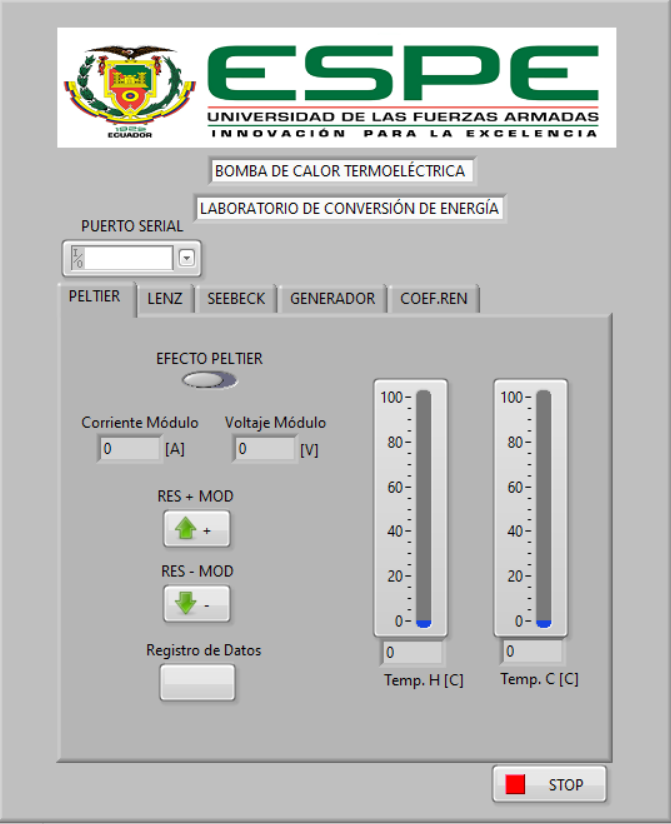 ESPE
UNIVERSIDAD DE LAS FUERZAS ARMADAS
INNOVACIÓN PARA LA EXCELENCIA
1922
ECUADOR
BOMBA DE CALOR TERMOELÉCTRICA
LABORATORIO DE CONVERSIÓN DE ENERGÍA
PUERTO SERIAL
I/O
PELTIER LENZ SEEBECK GENERADOR COEF.REN
EFECTO PELTIER
Corriente Módulo Voltaje Módulo
0 [A] 0 [V]
RES + MOD
+
RES - MOD
-
Registro de Datos
100
80
60
40
20
0
0
Temp. H [C]
100
80
60
40
20
0
0
Temp. C [C]
STOP